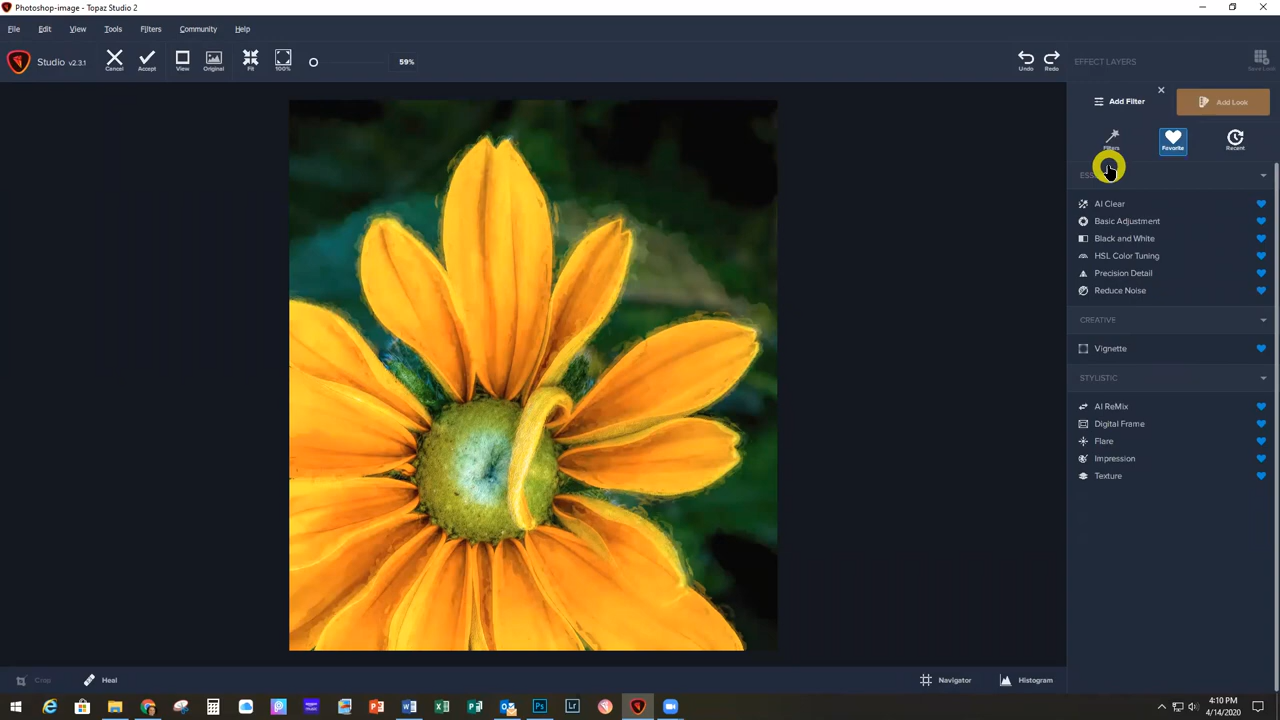 Photoshop-image - Topaz Studio 2
File Edit View Tools Filters Community Help
Studio v2.3.1 Cancel Accept View Original Fit 100% 59% Undo Redo EFFECT LAYERS Save Look
Add Filter Add Look
Filters Favorite Recent
AI Clear
Basic Adjustment
Black and White
HSL Color Tuning
Precision Detail
Reduce Noise
CREATIVE
Vignette
STYLISTIC
AI ReMix
Digital Frame
Flare
Impression
Texture
Crop Heal Navigator Histogram
4:10 PM
4/14/2020